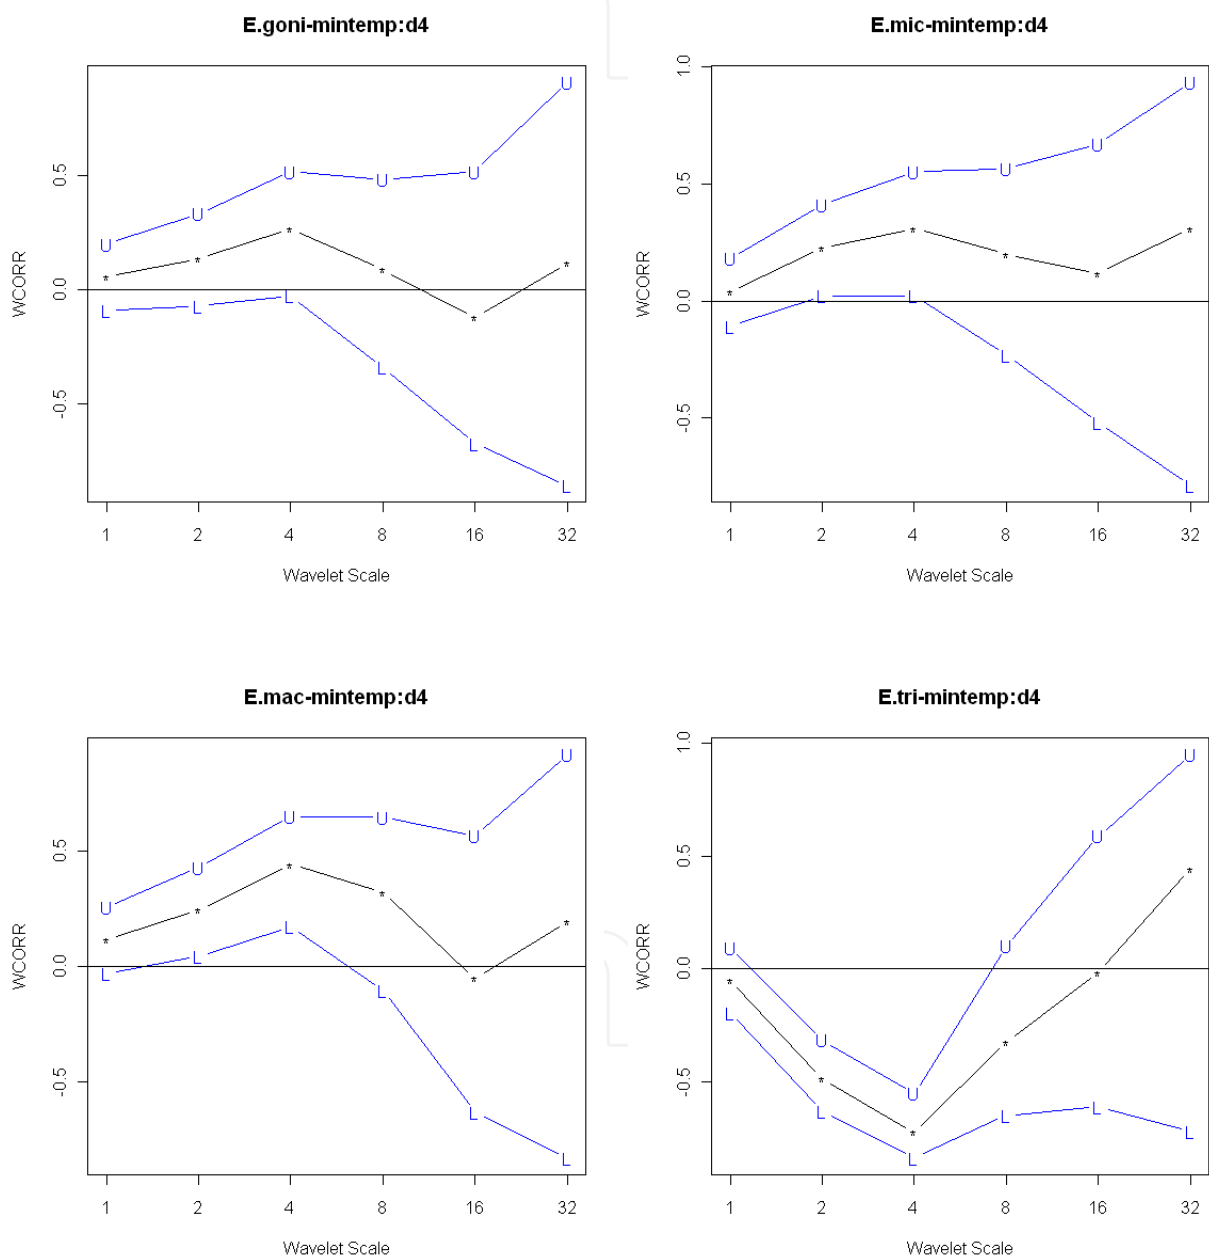 E.goni-mintemp:d4
WCORR
0.5
0.0
-0.5
U U U U U U
* * * * * *
L L L L L L
1 2 4 8 16 32
Wavelet Scale
E.mic-mintemp:d4
WCORR
1.0
0.5
0.0
-0.5
U U U U U U
* * * * * *
L L L L L L
1 2 4 8 16 32
Wavelet Scale
E.mac-mintemp:d4
WCORR
0.5
0.0
-0.5
U U U U U U
* * * * * *
L L L L L L
1 2 4 8 16 32
Wavelet Scale
E.tri-mintemp:d4
WCORR
1.0
0.5
0.0
-0.5
U U U U U U
* * * * * *
L L L L L L
1 2 4 8 16 32
Wavelet Scale